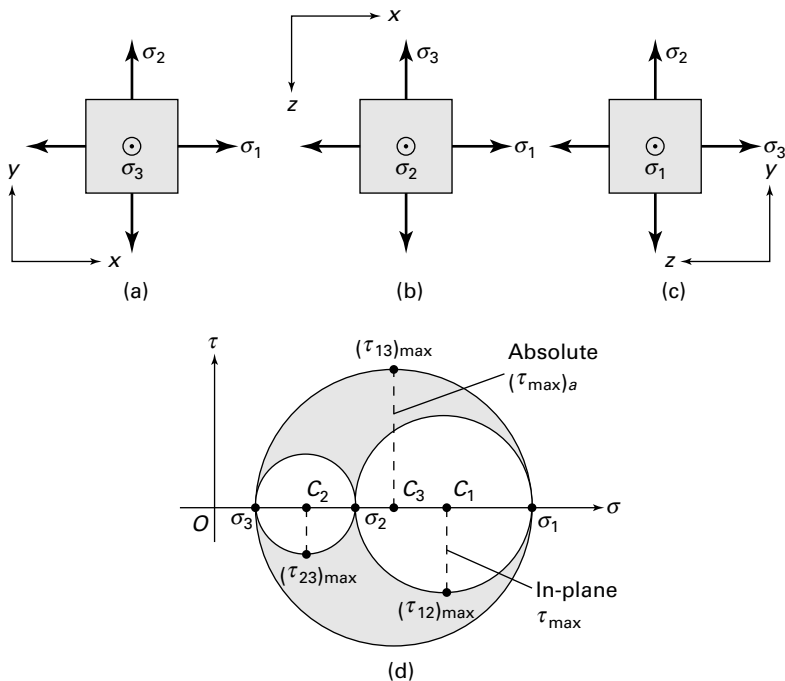 x
z
σ2
σ1
σ3
y
x
(a)
σ3
σ1
σ2
(b)
σ2
σ3
σ1
y
z
(c)
τ
(τ13)max
Absolute
(τmax)a
C2
C3
C1
O
σ3
σ2
σ1
σ
(τ23)max
(τ12)max
In-plane
τmax
(d)